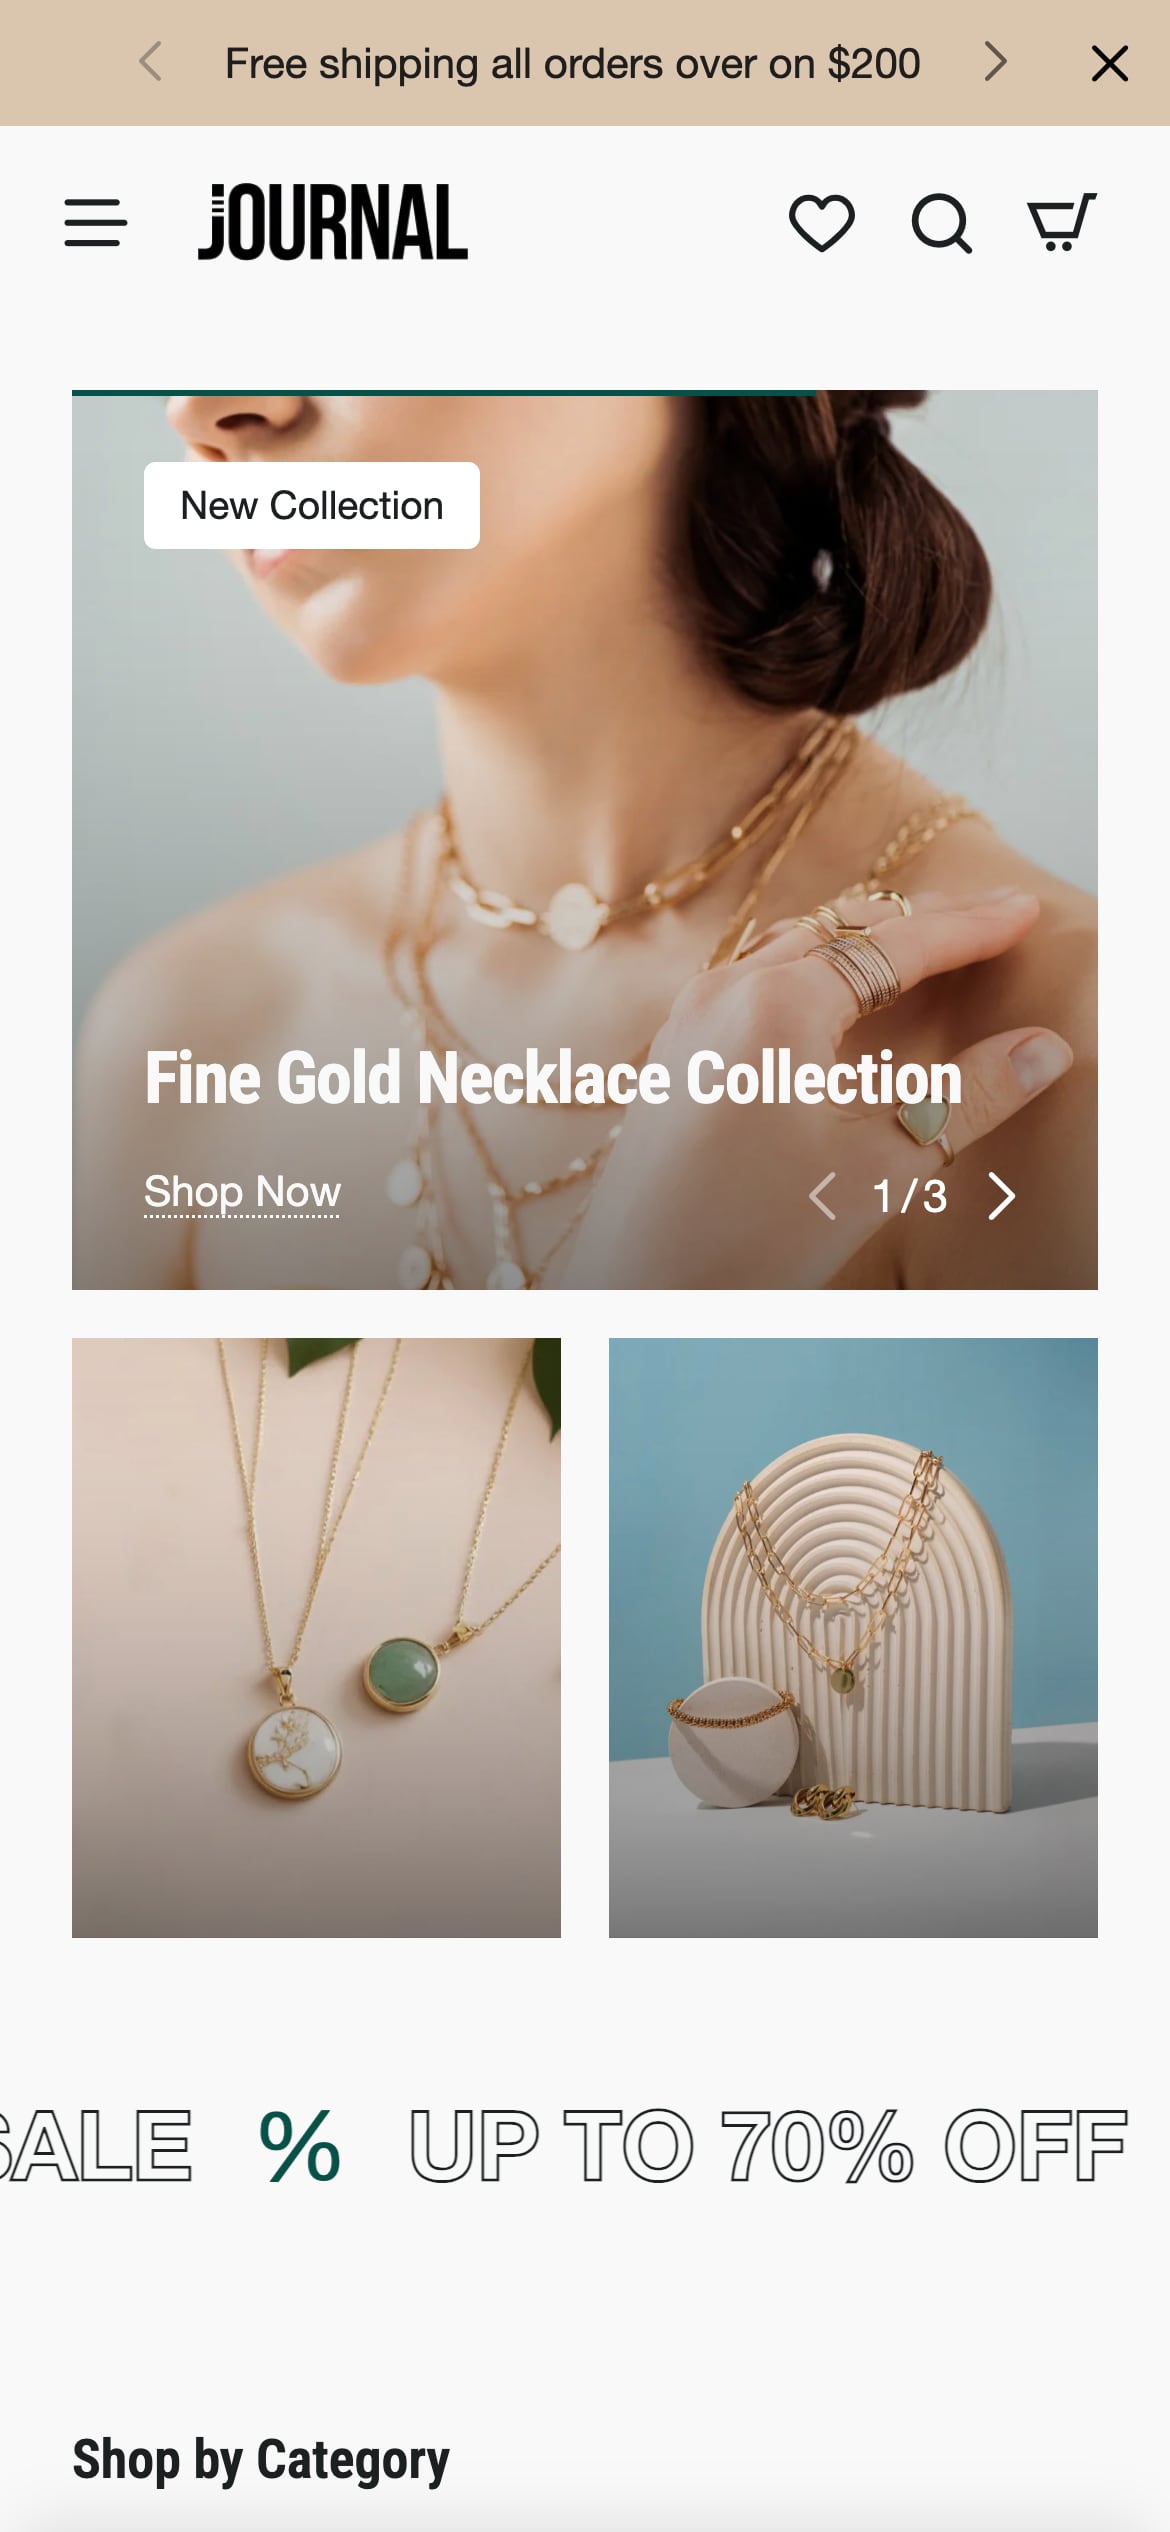 Free shipping all orders over on $200
JOURNAL
New Collection
Fine Gold Necklace Collection
Shop Now
1/3
SALE % UP TO 70% OFF
Shop by Category